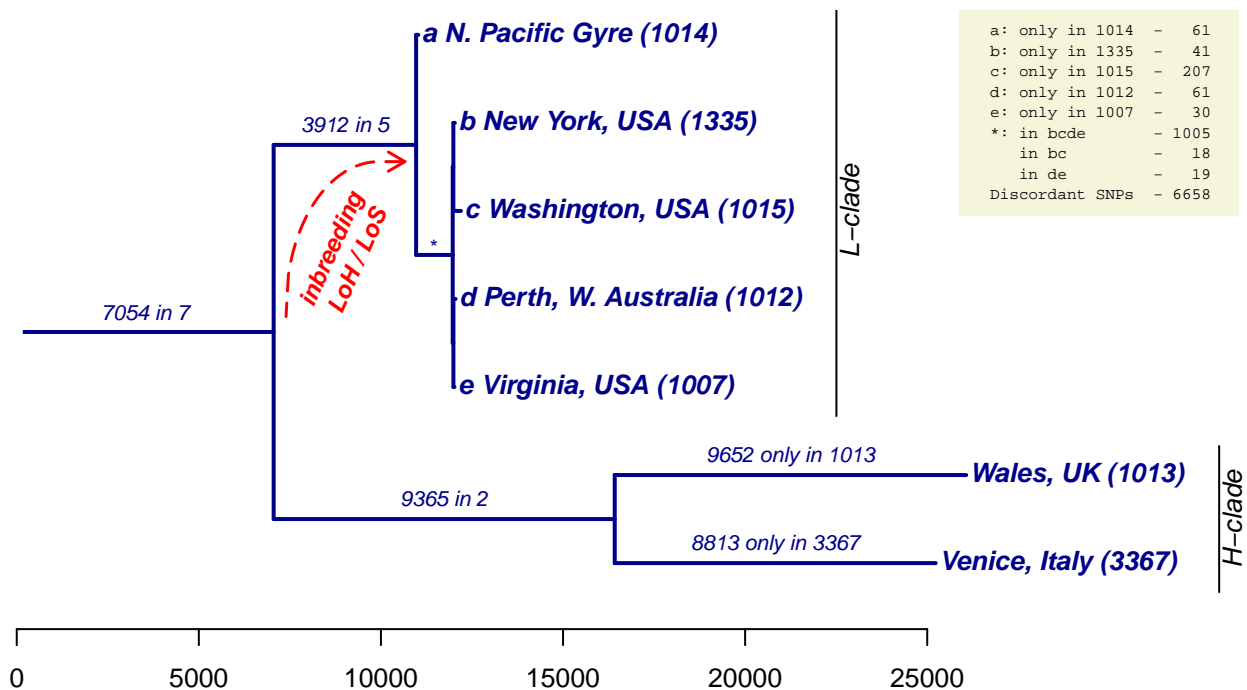 a N. Pacific Gyre (1014)
3912 in 5
b New York, USA (1335)
c Washington, USA (1015)
*
d Perth, W. Australia (1012)
e Virginia, USA (1007)
inbreeding
LoH / LoS
7054 in 7
L−clade
a: only in 1014 - 61
b: only in 1335 - 41
c: only in 1015 - 207
d: only in 1012 - 61
e: only in 1007 - 30
*: in bcde - 1005
in bc - 18
in de - 19
Discordant SNPs - 6658
9652 only in 1013
Wales, UK (1013)
9365 in 2
8813 only in 3367
Venice, Italy (3367)
H−clade
0 5000 10000 15000 20000 25000